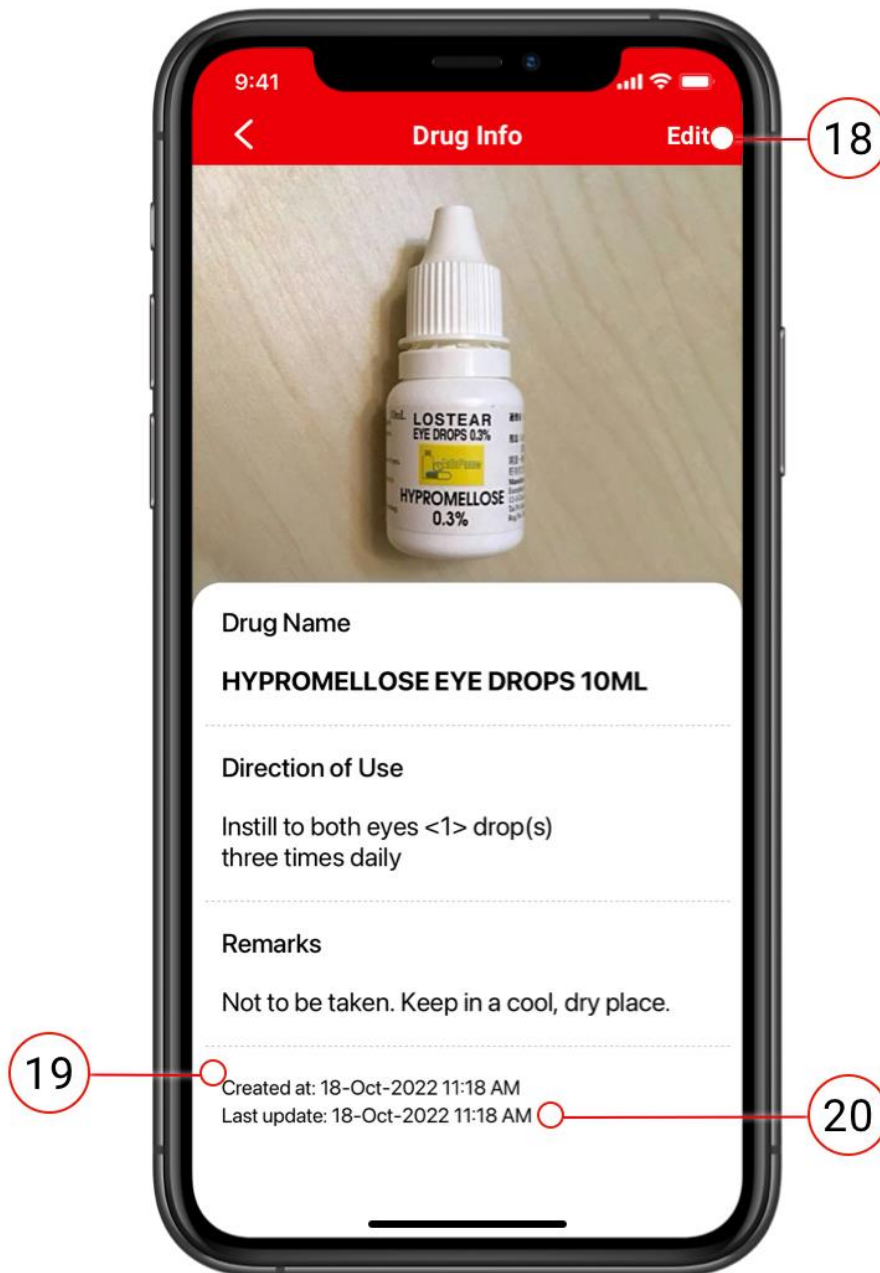 9:41
Drug Info
Edit
18
LOSTEAR
EYE DROPS 0.3%
HYPROMELLOSE
0.3%
Drug Name
HYPROMELLOSE EYE DROPS 10ML
Direction of Use
Instill to both eyes <1> drop(s)
three times daily
Remarks
Not to be taken. Keep in a cool, dry place.
19
Created at: 18-Oct-2022 11:18 AM
Last update: 18-Oct-2022 11:18 AM
20